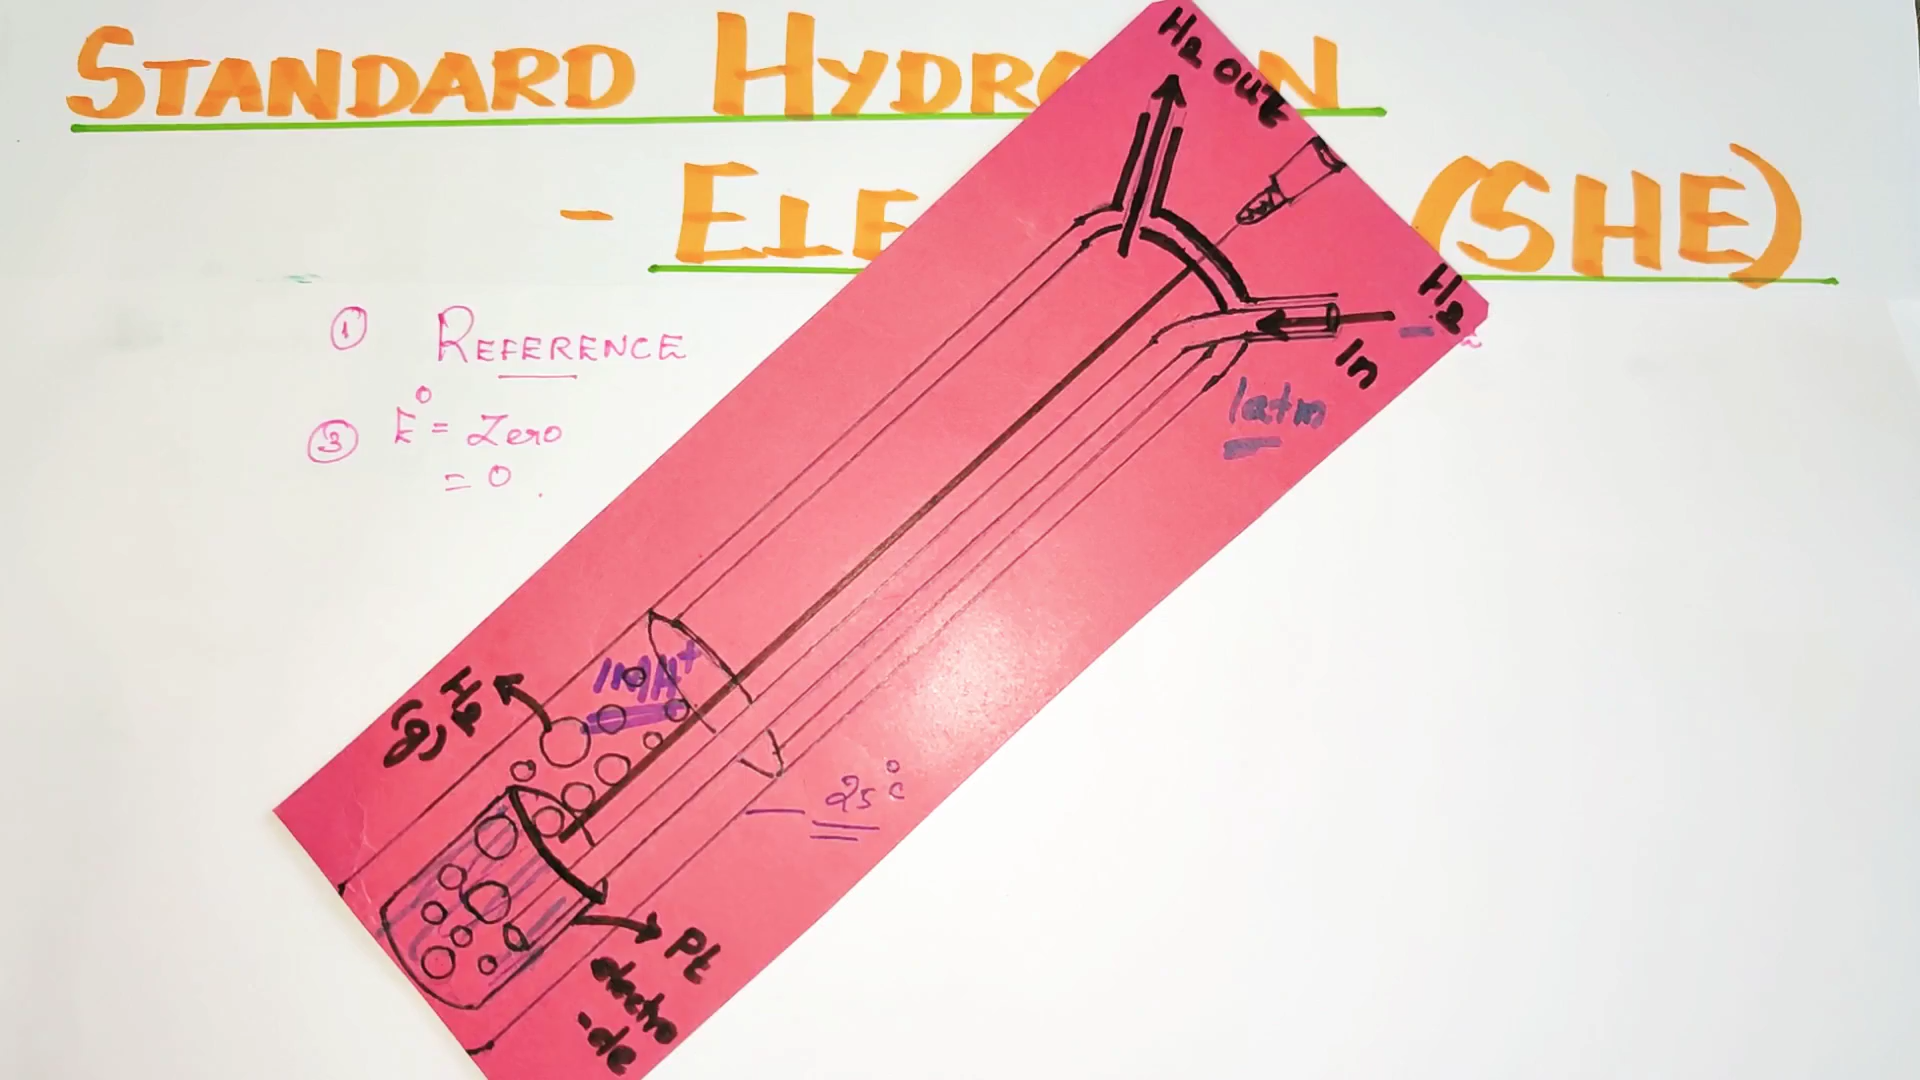 STANDARD HYDRO N
- ELE (SHE)
① REFERENCE
③ E° = Zero
= 0
H2 out
H2
In
1atm
1M H+
H2
(g)
25°C
Pt
electro
-de